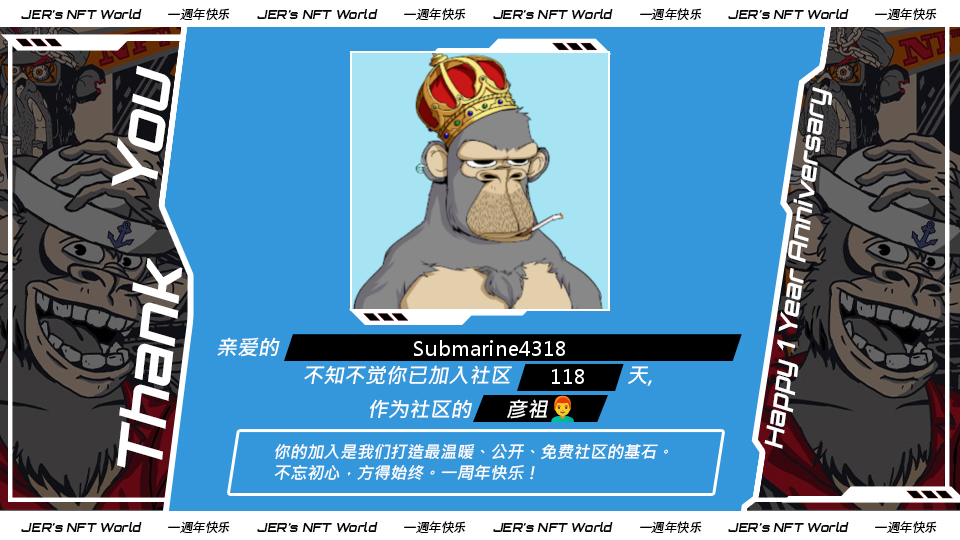 JER's NFT World 一週年快乐 JER's NFT World 一週年快乐 JER's NFT World 一週年快乐 JER's NFT World 一週年快乐
Thank You
亲爱的 Submarine4318
不知不觉你已加入社区 118 天,
作为社区的 彦祖👨‍🦰
你的加入是我们打造最温暖、公开、免费社区的基石。
不忘初心，方得始终。一周年快乐！
Happy 1 Year Anniversary
JER's NFT World 一週年快乐 JER's NFT World 一週年快乐 JER's NFT World 一週年快乐 JER's NFT World 一週年快乐